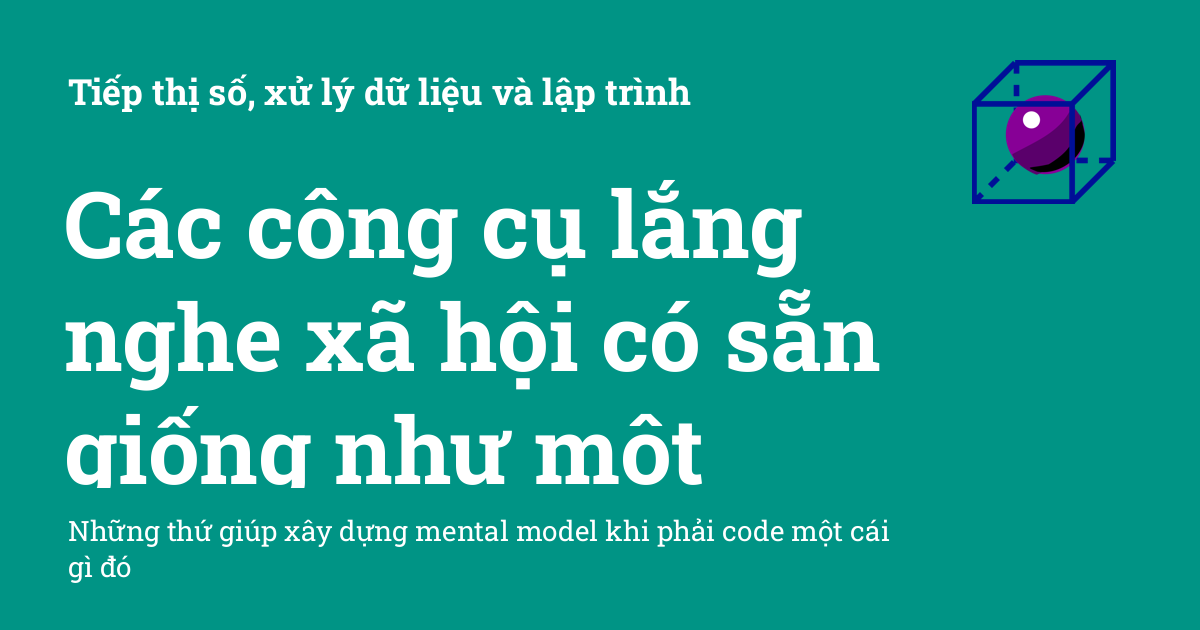 Tiếp thị số, xử lý dữ liệu và lập trình
Các công cụ lắng
nghe xã hội có sẵn
giống như một
Những thứ giúp xây dựng mental model khi phải code một cái
gì đó